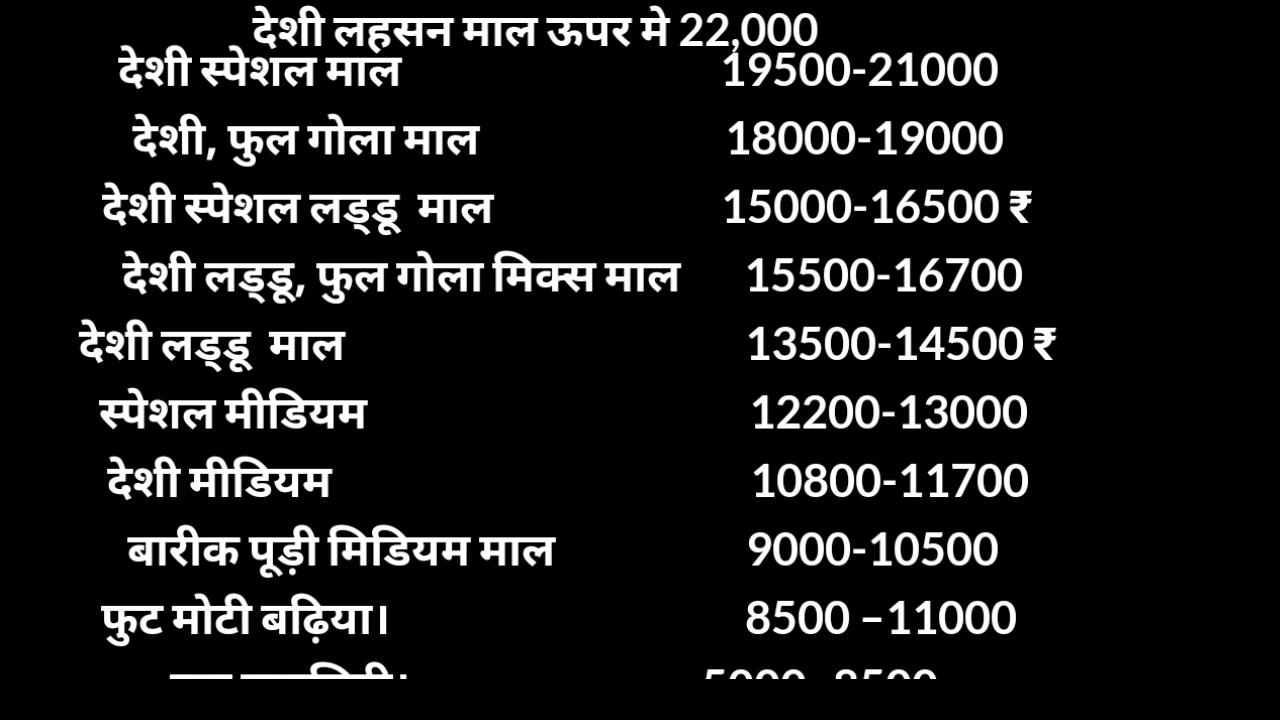 देशी लहसन माल ऊपर मे 22,000
देशी स्पेशल माल 19500-21000
देशी, फुल गोला माल 18000-19000
देशी स्पेशल लड्डू माल 15000-16500 ₹
देशी लड्डू, फुल गोला मिक्स माल 15500-16700
देशी लड्डू माल 13500-14500 ₹
स्पेशल मीडियम 12200-13000
देशी मीडियम 10800-11700
बारीक पूड़ी मिडियम माल 9000-10500
फुट मोटी बढ़िया। 8500 –11000